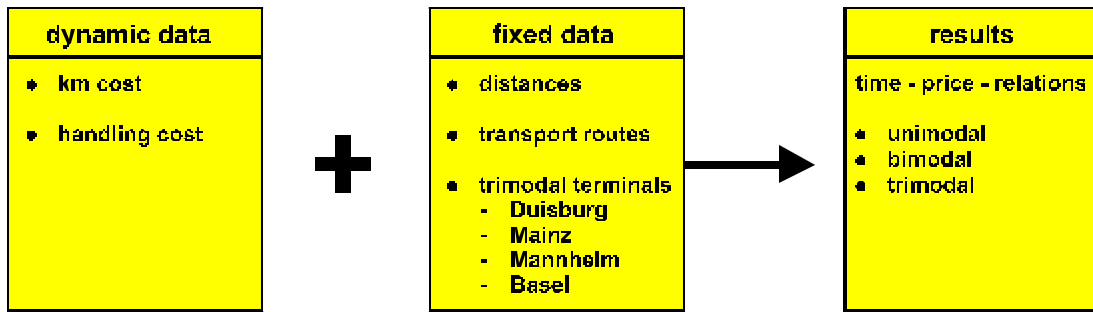 dynamic data
● km cost
● handling cost
fixed data
● distances
● transport routes
● trimodal terminals
- Duisburg
- Mainz
- Mannhelm
- Basel
results
time - price - relations
● unimodal
● bimodal
● trimodal